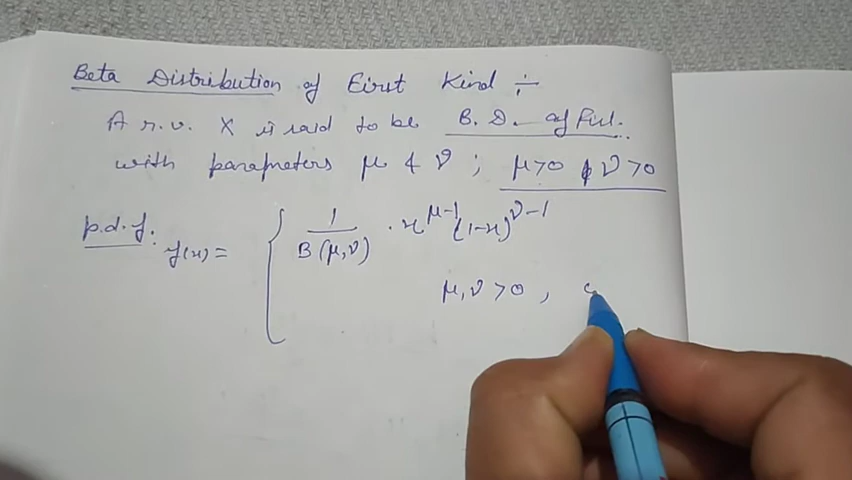 Beta Distribution of First Kind ÷
A r.v. X is said to be B.D. of
with parameters μ & ν ; μ>0 & ν>0
p.d.f. : f(x) = { 1/B(μ,ν) · x^{μ-1} (1-x)^{ν-1}
μ,ν >0 ,